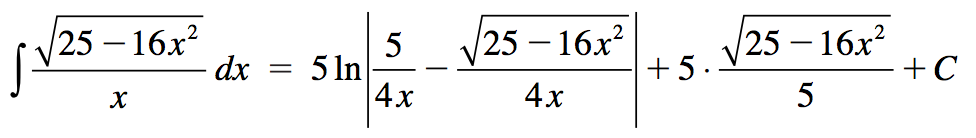 ∫ √(25 − 16x²) / x dx = 5 ln | 5/(4x) − √(25 − 16x²)/(4x) | + 5 · √(25 − 16x²)/5 + C